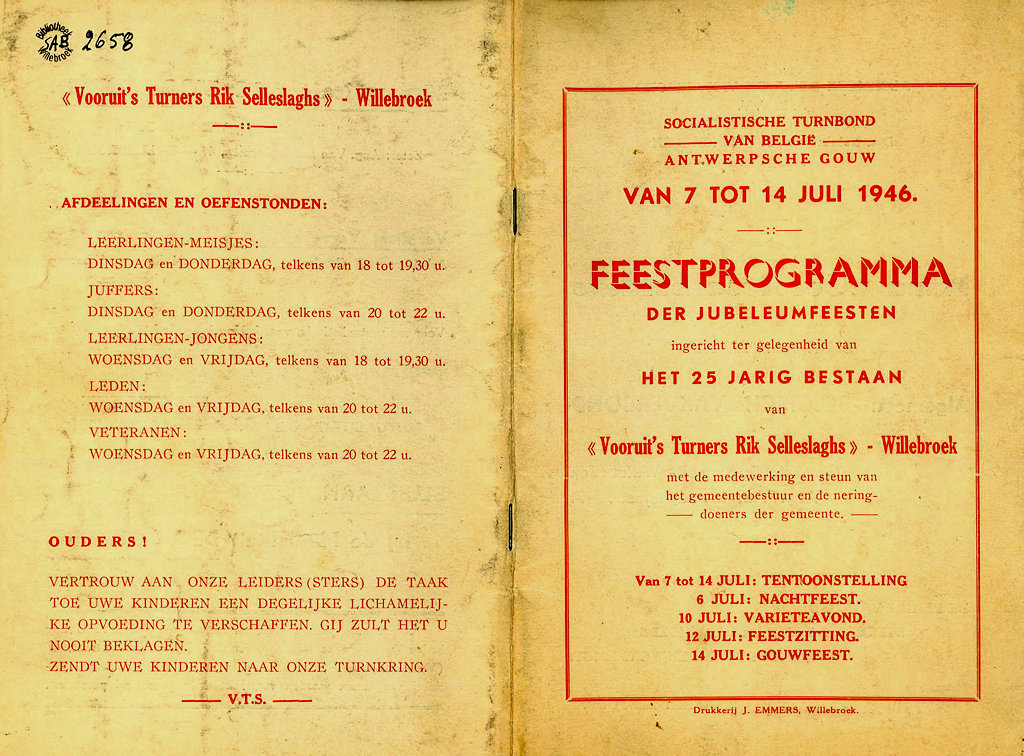 Bibliotheek
SAB
Willebroek
2658
« Vooruit's Turners Rik Selleslaghs » - Willebroek
AFDEELINGEN EN OEFENSTONDEN:
LEERLINGEN-MEISJES:
DINSDAG en DONDERDAG, telkens van 18 tot 19,30 u.
JUFFERS:
DINSDAG en DONDERDAG, telkens van 20 tot 22 u.
LEERLINGEN-JONGENS:
WOENSDAG en VRIJDAG, telkens van 18 tot 19,30 u.
LEDEN:
WOENSDAG en VRIJDAG, telkens van 20 tot 22 u.
VETERANEN:
WOENSDAG en VRIJDAG, telkens van 20 tot 22 u.
OUDERS!
VERTROUW AAN ONZE LEIDERS (STERS) DE TAAK
TOE UWE KINDEREN EEN DEGELIJKE LICHAMELIJ-
KE OPVOEDING TE VERSCHAFFEN. GIJ ZULT HET U
NOOIT BEKLAGEN.
ZENDT UWE KINDEREN NAAR ONZE TURNKRING.
V.T.S.
SOCIALISTISCHE TURNBOND
VAN BELGIË
ANTWERPSCHE GOUW
VAN 7 TOT 14 JULI 1946.
FEESTPROGRAMMA
DER JUBELEUMFEESTEN
ingericht ter gelegenheid van
HET 25 JARIG BESTAAN
van
« Vooruit's Turners Rik Selleslaghs » - Willebroek
met de medewerking en steun van
het gemeentebestuur en de nering-
doeners der gemeente.
Van 7 tot 14 JULI: TENTOONSTELLING
6 JULI: NACHTFEEST.
10 JULI: VARIETEAVOND.
12 JULI: FEESTZITTING.
14 JULI: GOUWFEEST.
Drukkerij J. EMMERS, Willebroek.